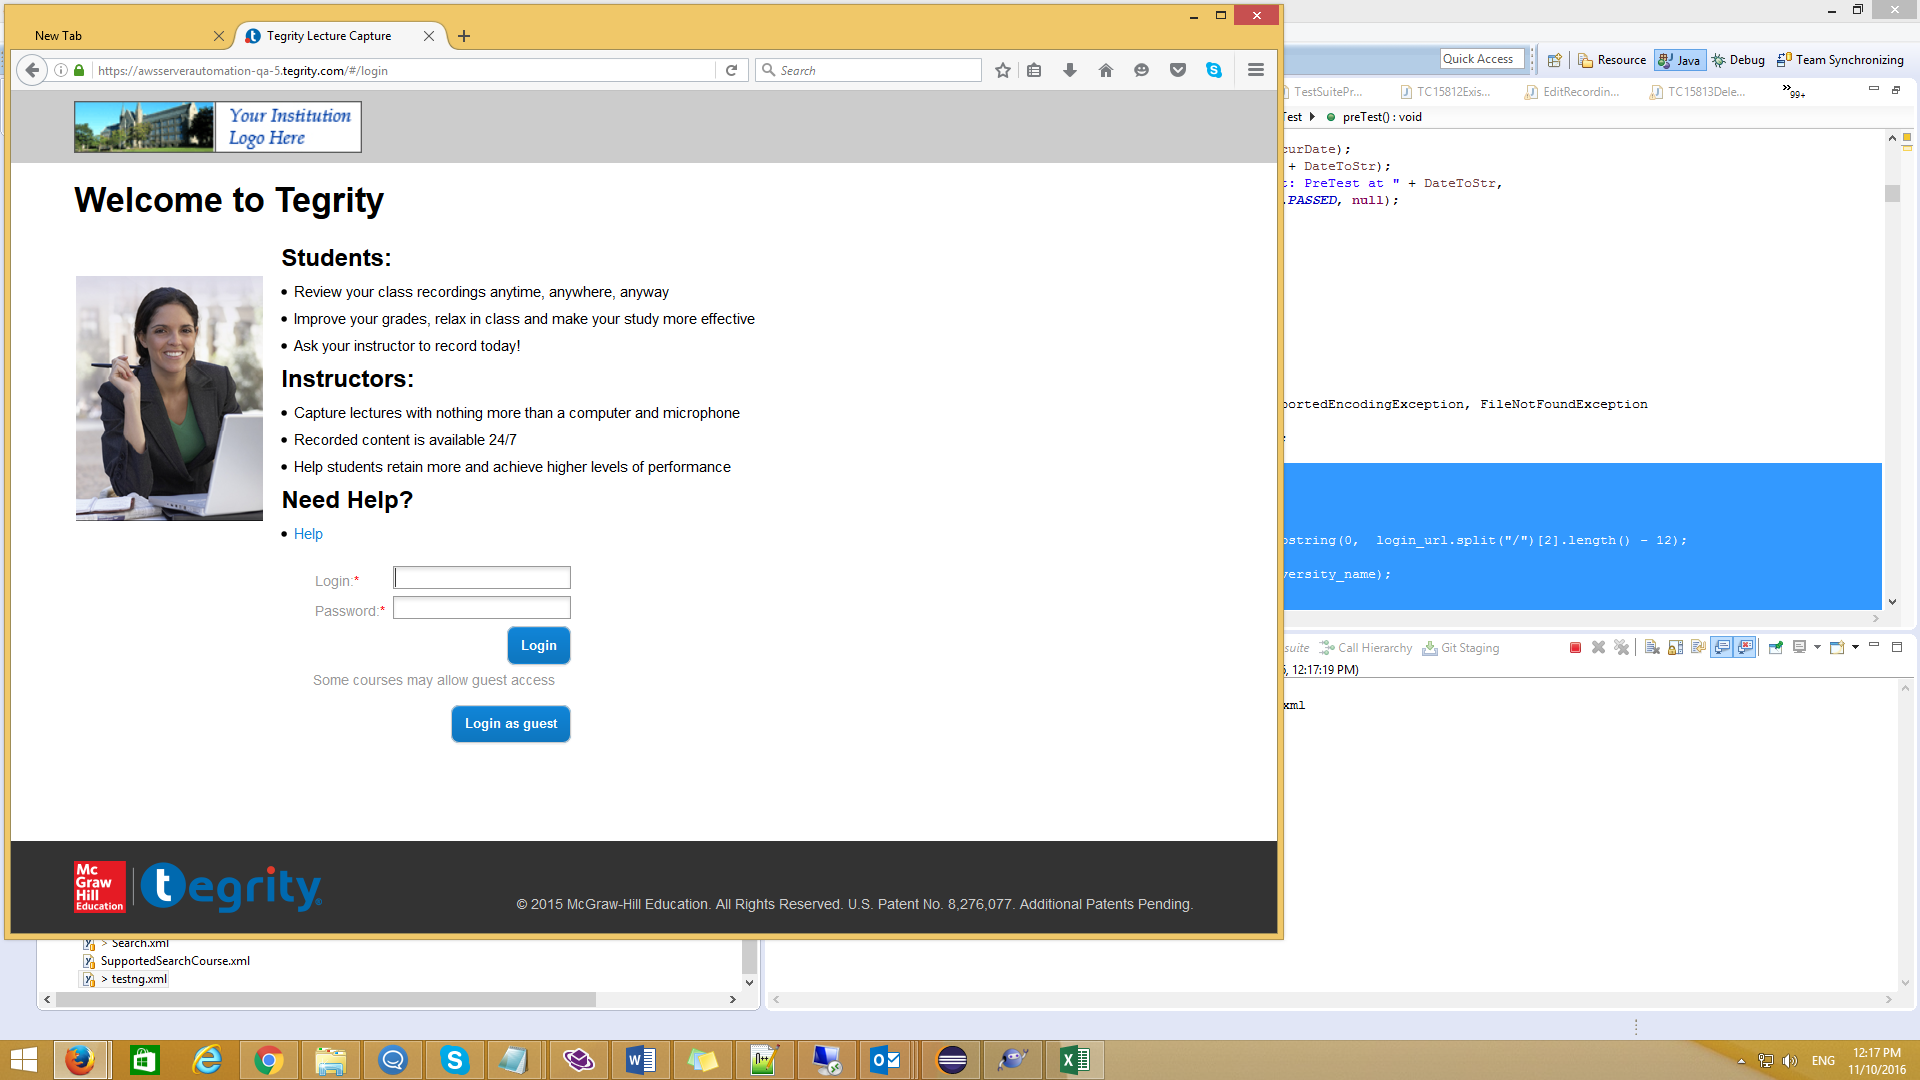 New Tab
Tegrity Lecture Capture
https://awsserverautomation-qa-5.tegrity.com/#/login
Search
Your Institution
Logo Here
Welcome to Tegrity
Students:
Review your class recordings anytime, anywhere, anyway
Improve your grades, relax in class and make your study more effective
Ask your instructor to record today!
Instructors:
Capture lectures with nothing more than a computer and microphone
Recorded content is available 24/7
Help students retain more and achieve higher levels of performance
Need Help?
Help
Login:*
Password:*
Login
Some courses may allow guest access
Login as guest
Mc
Graw
Hill
Education
tegrity
© 2015 McGraw-Hill Education. All Rights Reserved. U.S. Patent No. 8,276,077. Additional Patents Pending.
Quick Access
Resource
Java
Debug
Team Synchronizing
TestSuitePr...
TC15812Exis...
EditRecordin...
TC15813Dele...
99+
Test
preTest() : void
curDate);
+ DateToStr);
t: PreTest at " + DateToStr,
.PASSED, null);
portedEncodingException, FileNotFoundException
;
bstring(0, login_url.split("/")[2].length() - 12);
versity_name);
suite
Call Hierarchy
Git Staging
, 12:17:19 PM)
xml
> Search.xml
SupportedSearchCourse.xml
> testng.xml
ENG
12:17 PM
11/10/2016